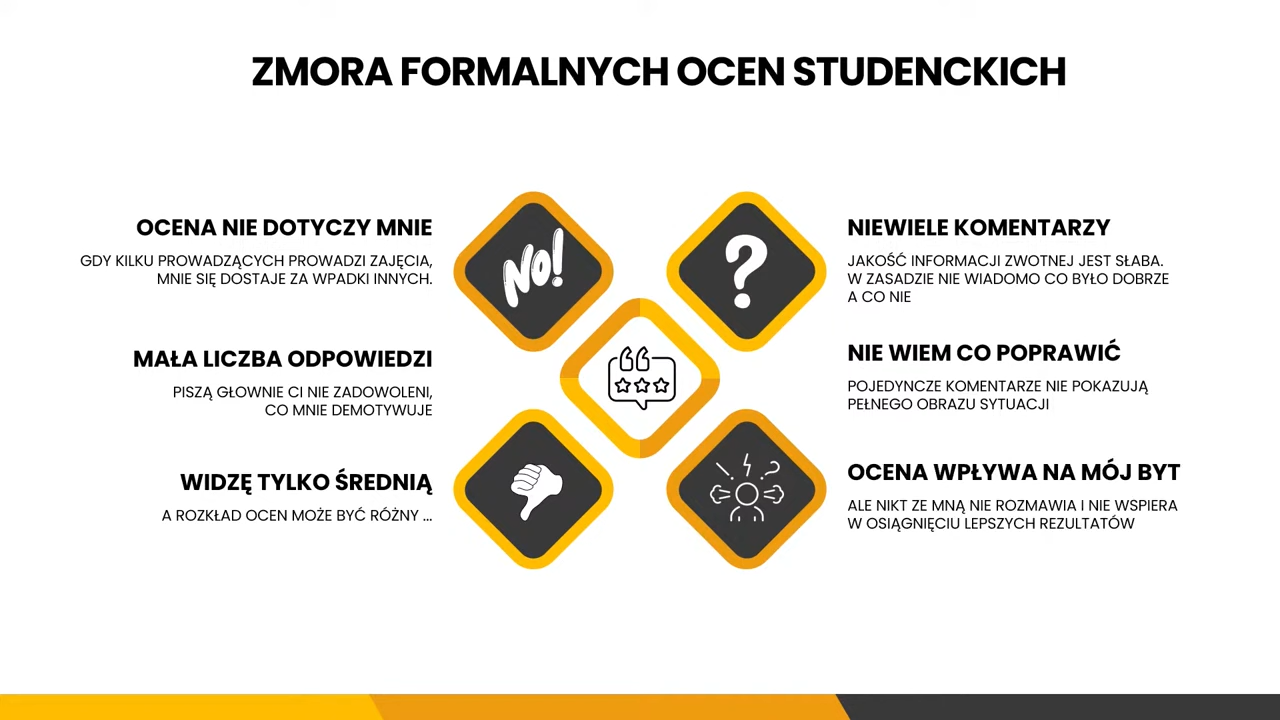 ZMORA FORMALNYCH OCEN STUDENCKICH
OCENA NIE DOTYCZY MNIE
GDY KILKU PROWADZĄCYCH PROWADZI ZAJĘCIA,
MNIE SIĘ DOSTAJE ZA WPADKI INNYCH.
MAŁA LICZBA ODPOWIEDZI
PISZĄ GŁOWNIE CI NIE ZADOWOLENI,
CO MNIE DEMOTYWUJE
WIDZĘ TYLKO ŚREDNIĄ
A ROZKŁAD OCEN MOŻE BYĆ RÓŻNY ...
NO!
?
NIEWIELE KOMENTARZY
JAKOŚĆ INFORMACJI ZWOTNEJ JEST SŁABA.
W ZASADZIE NIE WIADOMO CO BYŁO DOBRZE
A CO NIE
NIE WIEM CO POPRAWIĆ
POJEDYNCZE KOMENTARZE NIE POKAZUJĄ
PEŁNEGO OBRAZU SYTUACJI
OCENA WPŁYWA NA MÓJ BYT
ALE NIKT ZE MNĄ NIE ROZMAWIA I NIE WSPIERA
W OSIĄGNIĘCIU LEPSZYCH REZULTATÓW